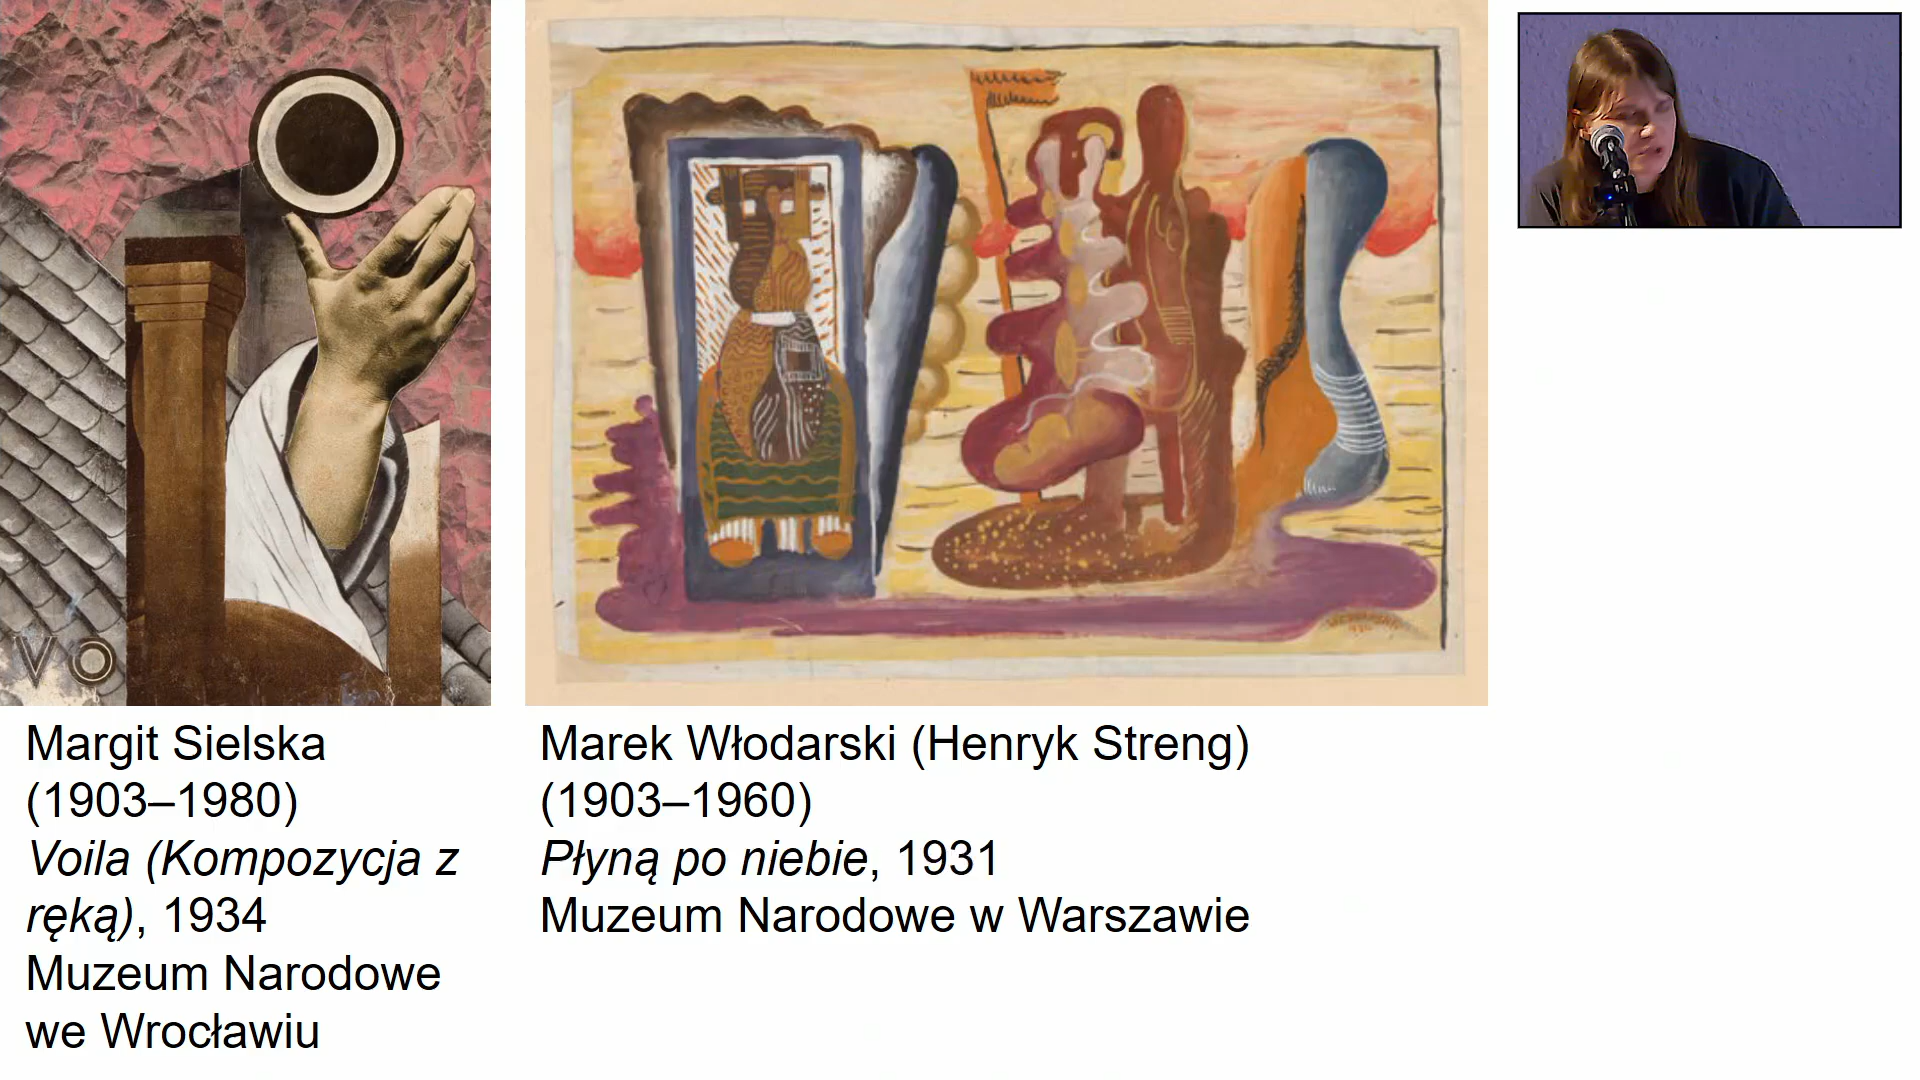 VO
Margit Sielska
(1903–1980)
Voila (Kompozycja z
ręką), 1934
Muzeum Narodowe
we Wrocławiu
Marek Włodarski (Henryk Streng)
(1903–1960)
Płyną po niebie, 1931
Muzeum Narodowe w Warszawie